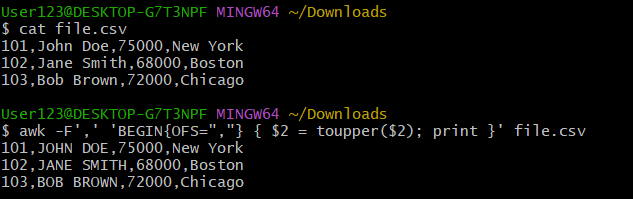 User123@DESKTOP-G7T3NPF MINGW64 ~/Downloads
$ cat file.csv
101,John Doe,75000,New York
102,Jane Smith,68000,Boston
103,Bob Brown,72000,Chicago
User123@DESKTOP-G7T3NPF MINGW64 ~/Downloads
$ awk -F',' 'BEGIN{OFS=","} { $2 = toupper($2); print }' file.csv
101,JOHN DOE,75000,New York
102,JANE SMITH,68000,Boston
103,BOB BROWN,72000,Chicago